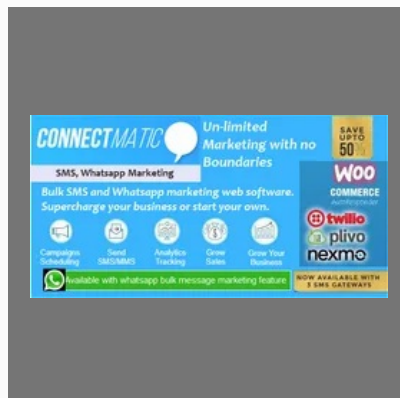 CONNECTMATIC
SMS, Whatsapp Marketing
Un-limited
Marketing with no
Boundaries
SAVE
UPTO
50%
Bulk SMS and Whatsapp marketing web software.
Supercharge your business or start your own.
WOO
COMMERCE
twilio
plivo
nexmo
Campaigns
Scheduling
Send
SMS/MMS
Analytics
Tracking
Grow
Sales
Grow Your
Business
Available with whatsapp bulk message marketing feature
NOW AVAILABLE WITH
3 SMS GATEWAYS